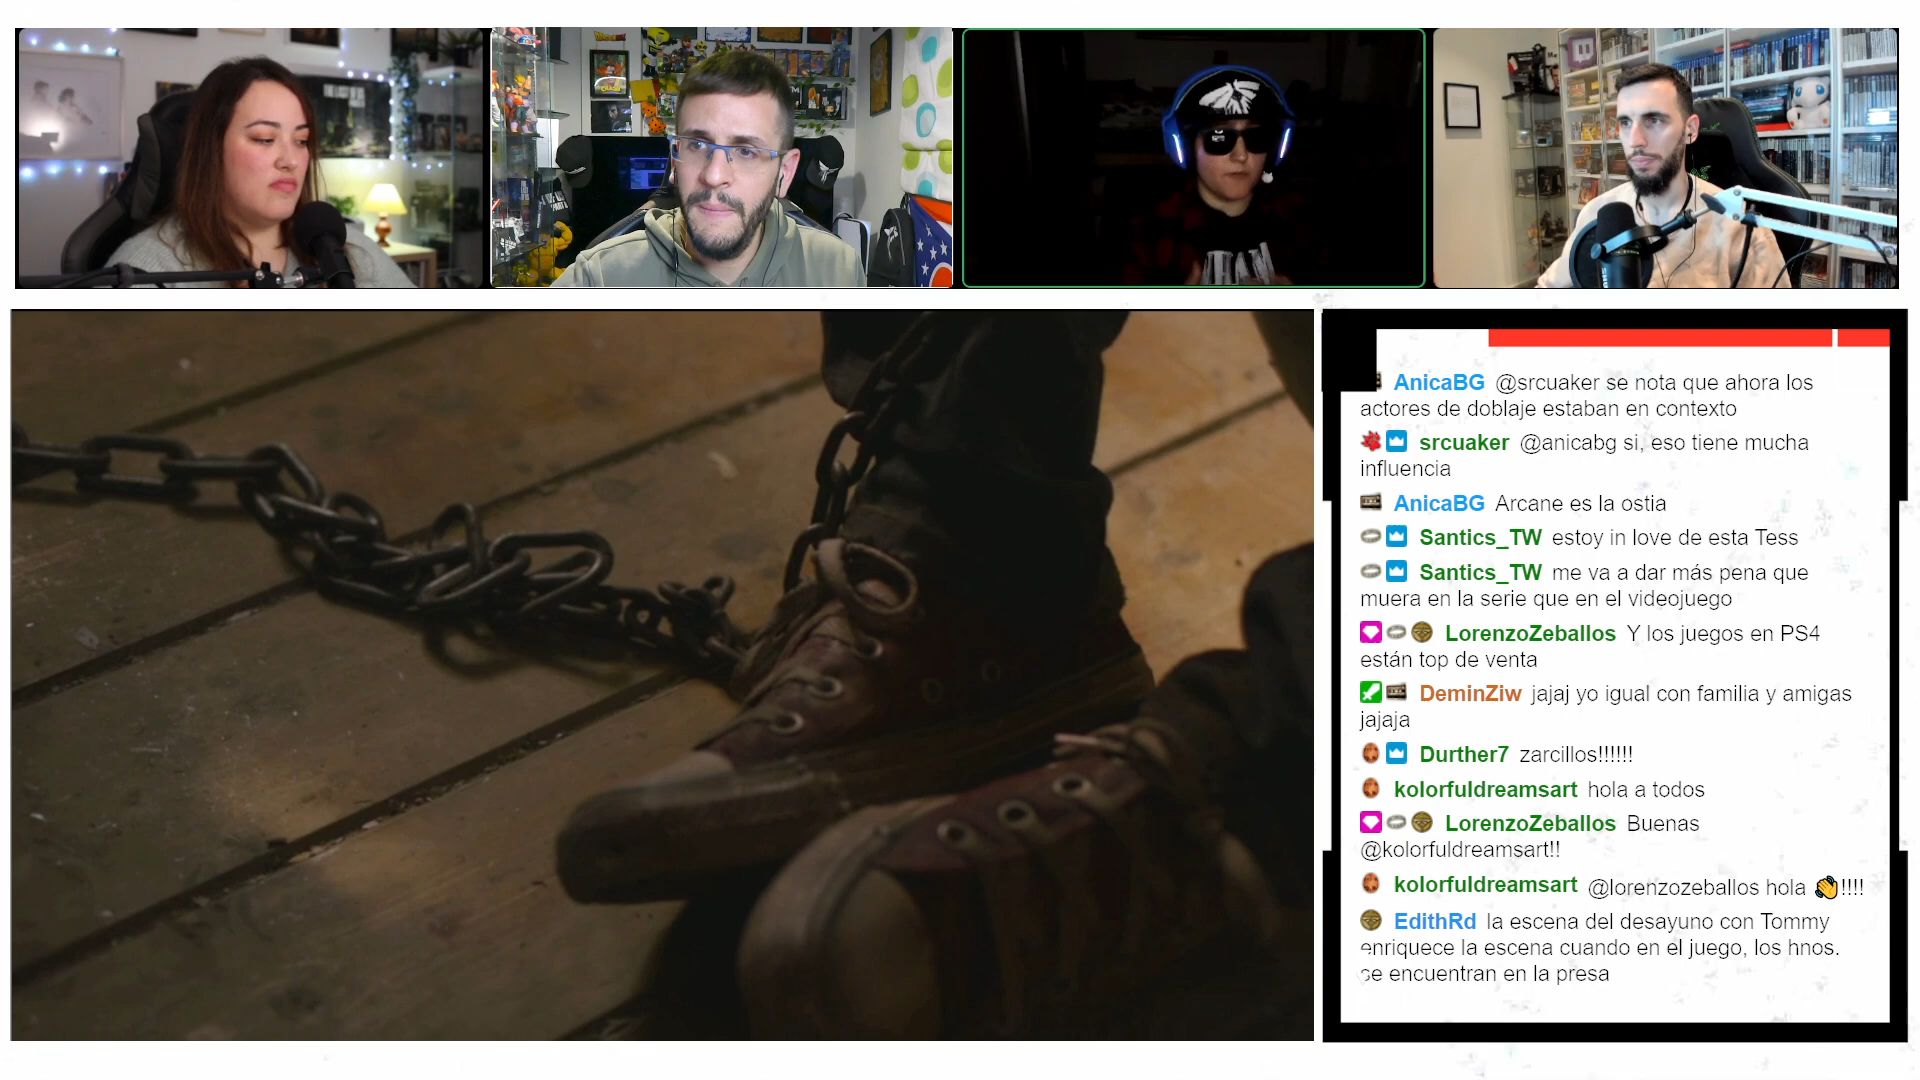 AnicaBG @srcuaker se nota que ahora los
actores de doblaje estaban en contexto
srcuaker @anicabg si, eso tiene mucha
influencia
AnicaBG Arcane es la ostia
Santics_TW estoy in love de esta Tess
Santics_TW me va a dar más pena que
muera en la serie que en el videojuego
LorenzoZeballos Y los juegos en PS4
están top de venta
DeminZiw jajaj yo igual con familia y amigas
jajaja
Durther7 zarcillos!!!!!!
kolorfuldreamsart hola a todos
LorenzoZeballos Buenas
@kolorfuldreamsart!!
kolorfuldreamsart @lorenzozeballos hola 👏!!!!
EdithRd la escena del desayuno con Tommy
enriquece la escena cuando en el juego, los hnos.
se encuentran en la presa